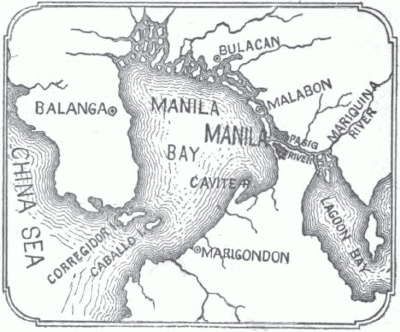 BULACAN
BALANGA
MANILA
BAY
MALABON
MANILA
PASIG
RIVER
MARIQUINA
RIVER
CAVITE
CHINA SEA
LAGOON BAY
CORREGIDOR I.
CABALLO I.
MARIGONDON